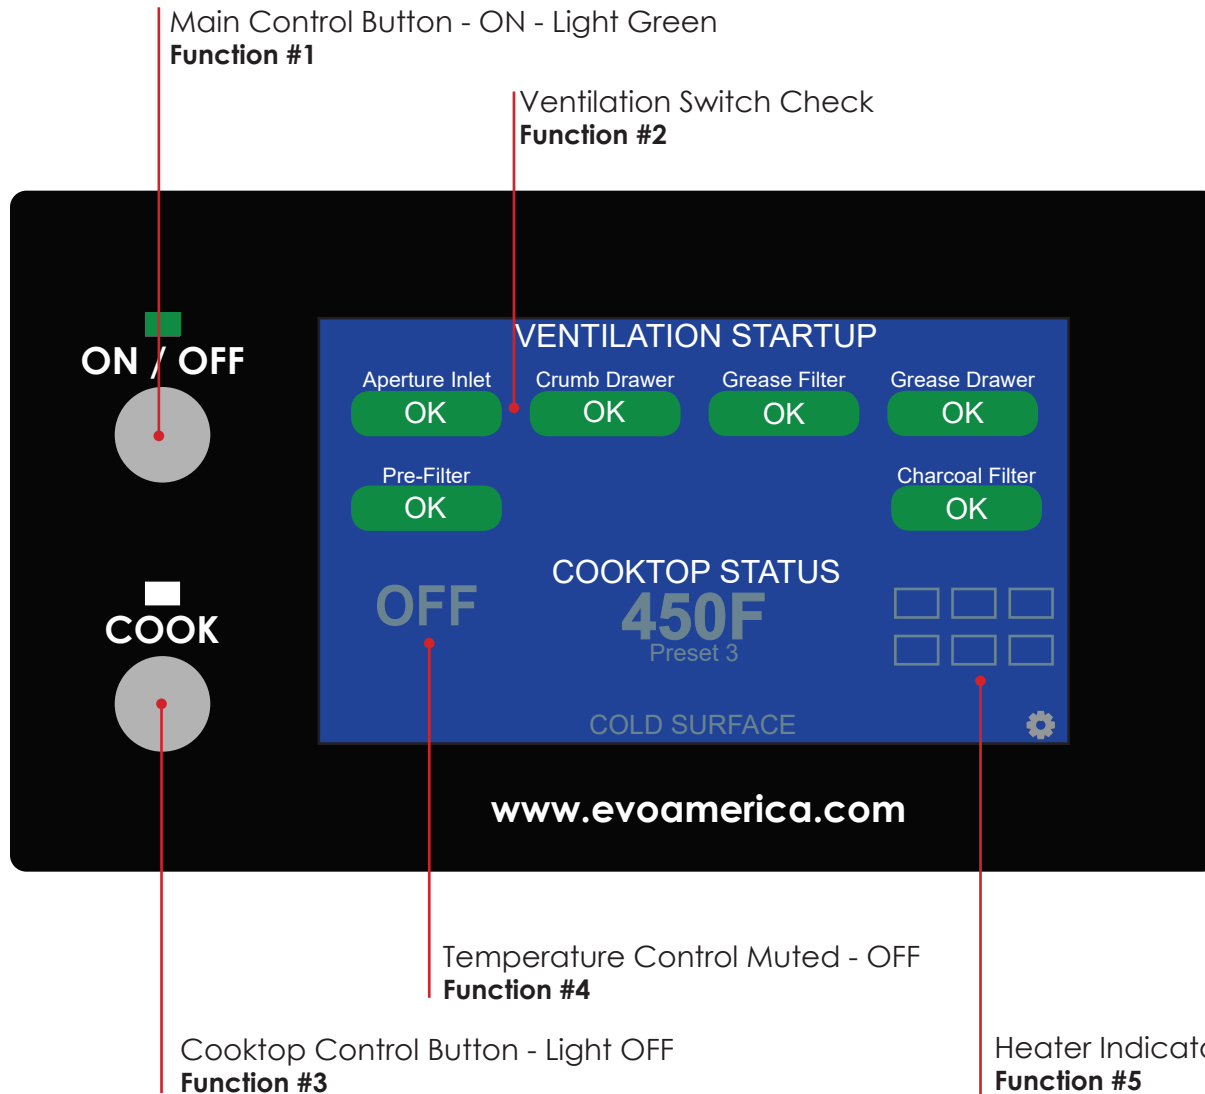 Main Control Button - ON - Light Green
Function #1
Ventilation Switch Check
Function #2
ON / OFF
VENTILATION STARTUP
Aperture Inlet Crumb Drawer Grease Filter Grease Drawer
OK OK OK OK
Pre-Filter Charcoal Filter
OK OK
COOKTOP STATUS
OFF 450F
Preset 3
COOK
COLD SURFACE
www.evoamerica.com
Temperature Control Muted - OFF
Function #4
Cooktop Control Button - Light OFF
Function #3
Heater
Function #5